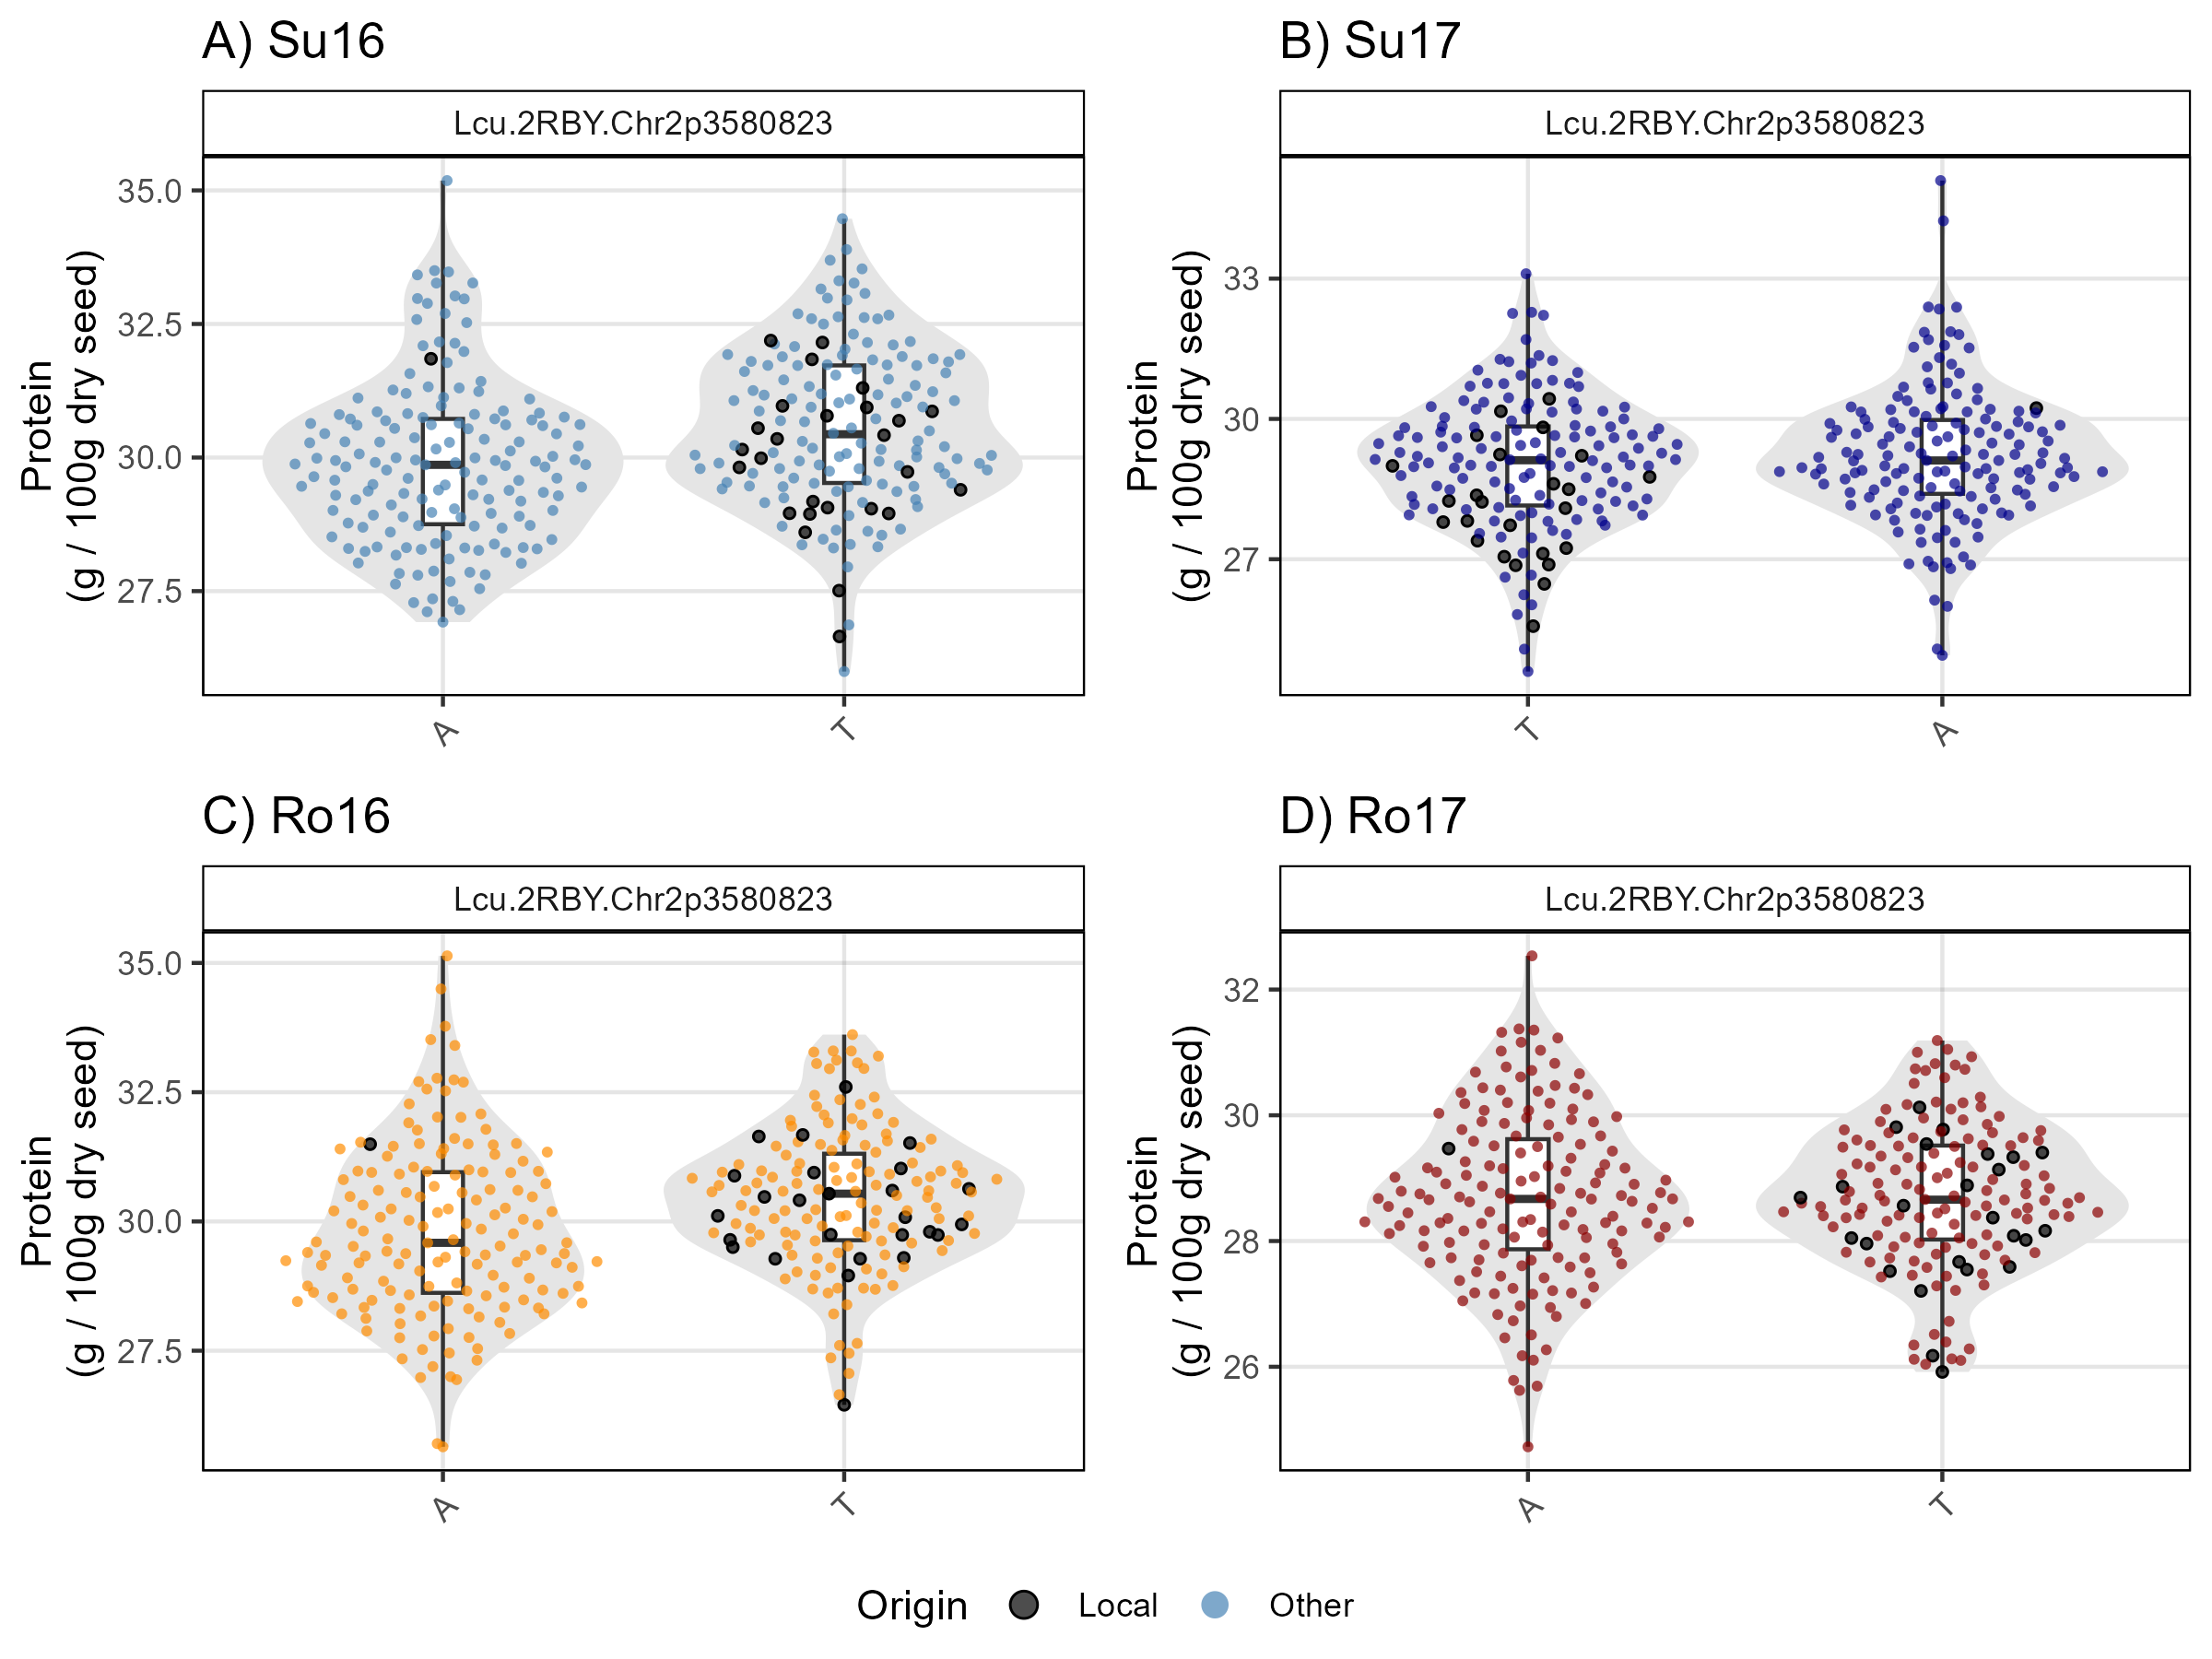 A) Su16
Lcu.2RBY.Chr2p3580823
Protein
(g / 100g dry seed)
35.0
32.5
30.0
27.5
A
T
B) Su17
Lcu.2RBY.Chr2p3580823
Protein
(g / 100g dry seed)
33
30
27
T
A
C) Ro16
Lcu.2RBY.Chr2p3580823
Protein
(g / 100g dry seed)
35.0
32.5
30.0
27.5
A
T
D) Ro17
Lcu.2RBY.Chr2p3580823
Protein
(g / 100g dry seed)
32
30
28
26
A
T
Origin Local Other